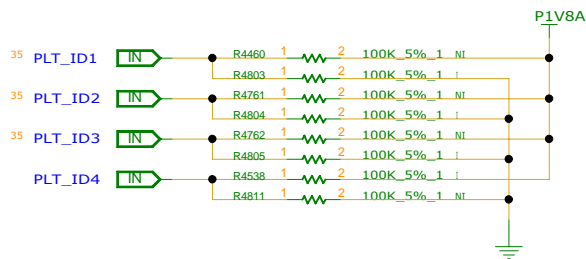 P1V8A
35 PLT_ID1 IN R4460 1 2 100K_5%_1 NI
R4803 1 2 100K_5%_1 I
35 PLT_ID2 IN R4761 1 2 100K_5%_1 NI
R4804 1 2 100K_5%_1 I
35 PLT_ID3 IN R4762 1 2 100K_5%_1 NI
R4805 1 2 100K_5%_1 I
PLT_ID4 IN R4538 1 2 100K_5%_1 I
R4811 1 2 100K_5%_1 NI